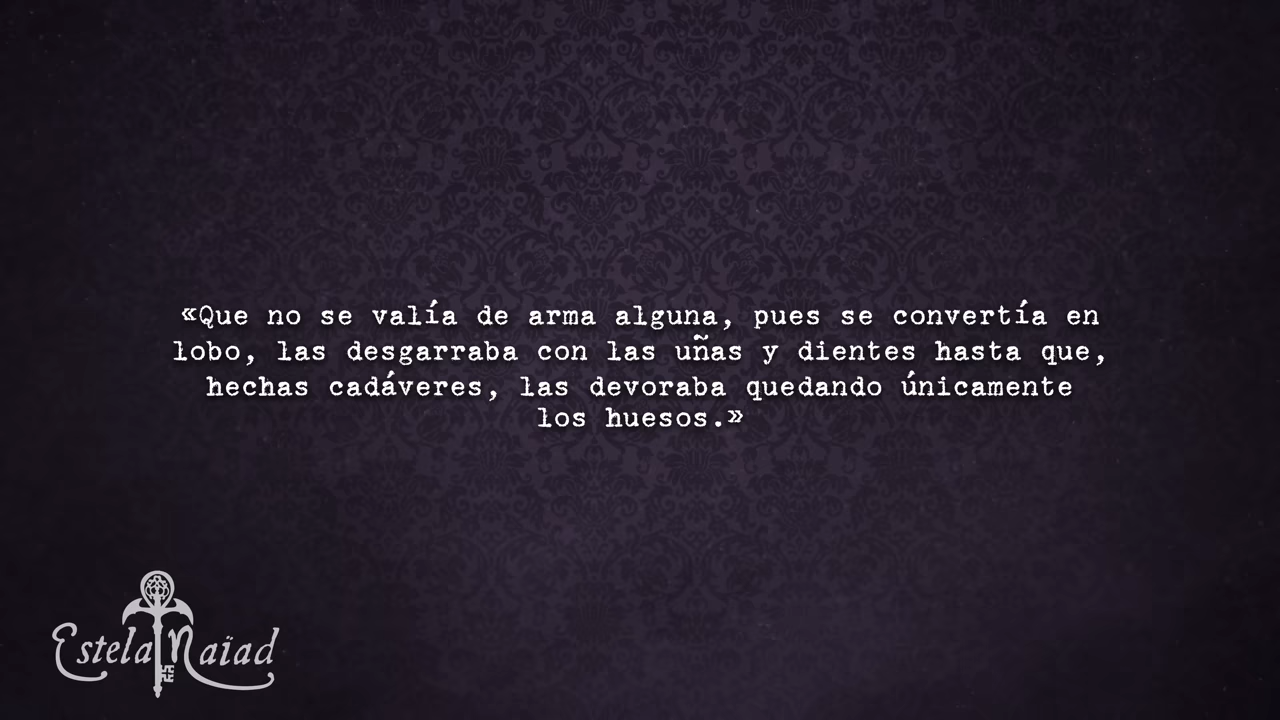 «Que no se valía de arma alguna, pues se convertía en
lobo, las desgarraba con las uñas y dientes hasta que,
hechas cadáveres, las devoraba quedando únicamente
los huesos.»
Estela Naïad